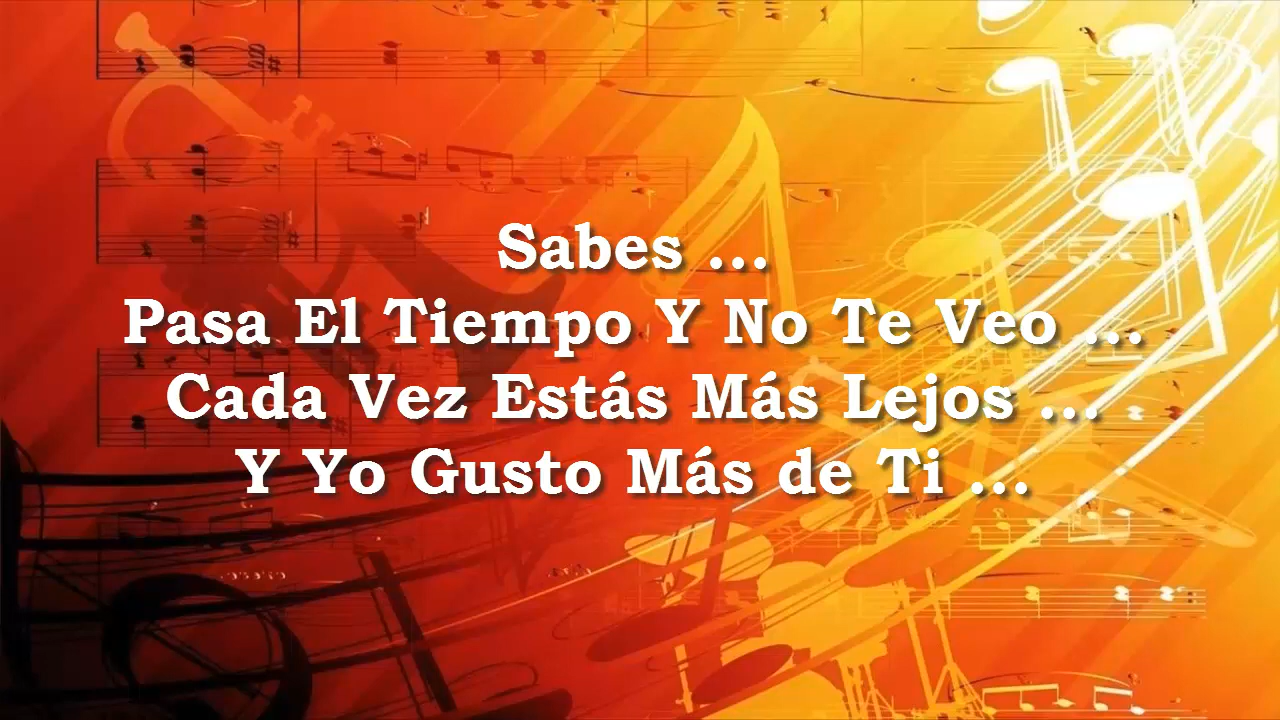 Sabes ...
Pasa El Tiempo Y No Te Veo ...
Cada Vez Estás Más Lejos ...
Y Yo Gusto Más de Ti ...